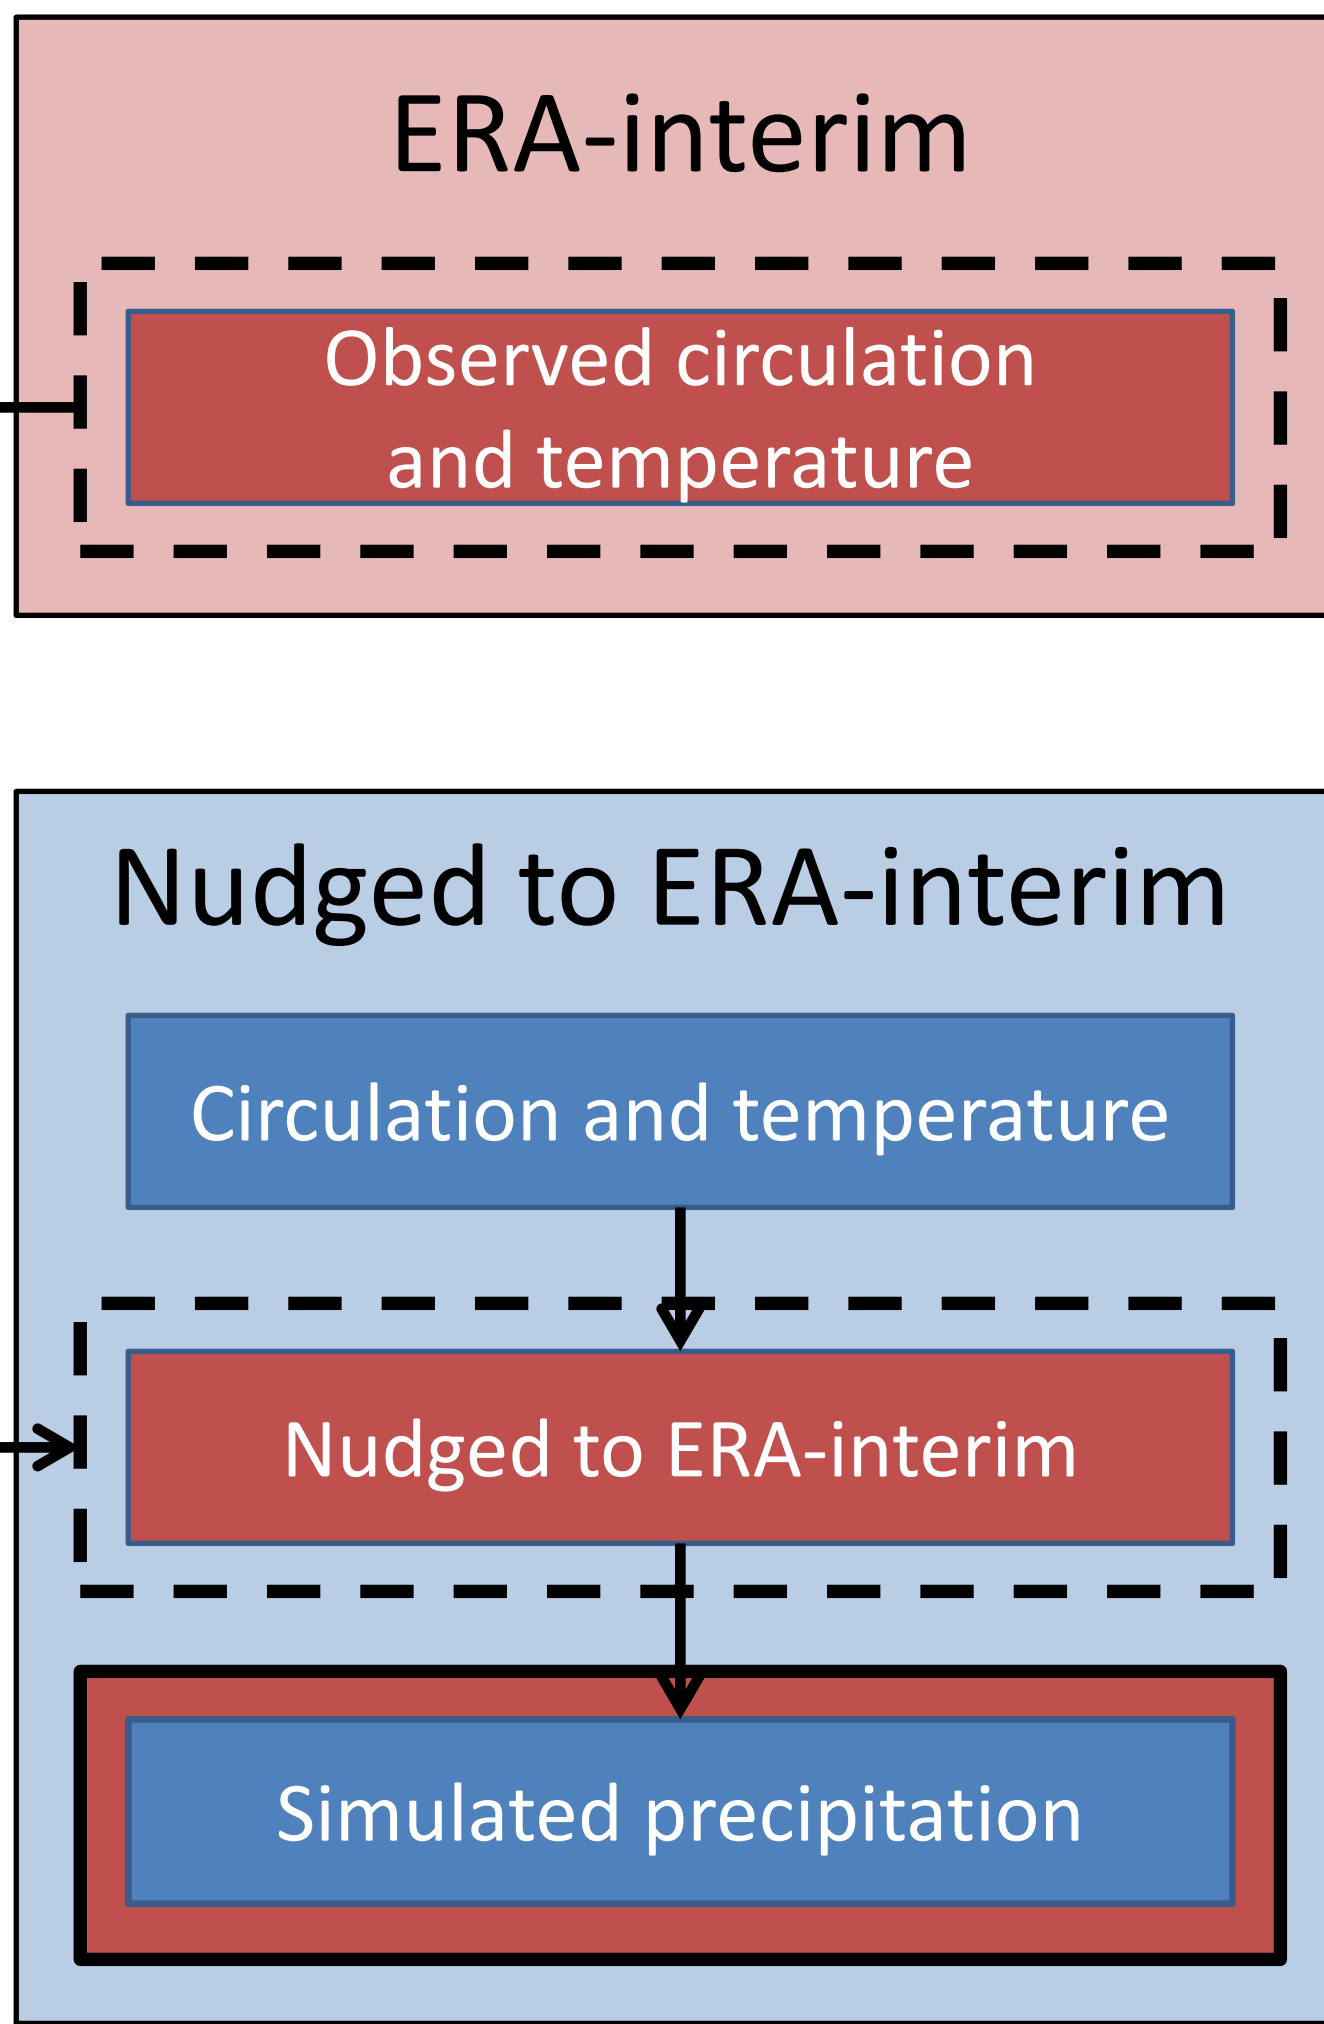 ERA-interim
Observed circulation
and temperature
Nudged to ERA-interim
Circulation and temperature
Nudged to ERA-interim
Simulated precipitation